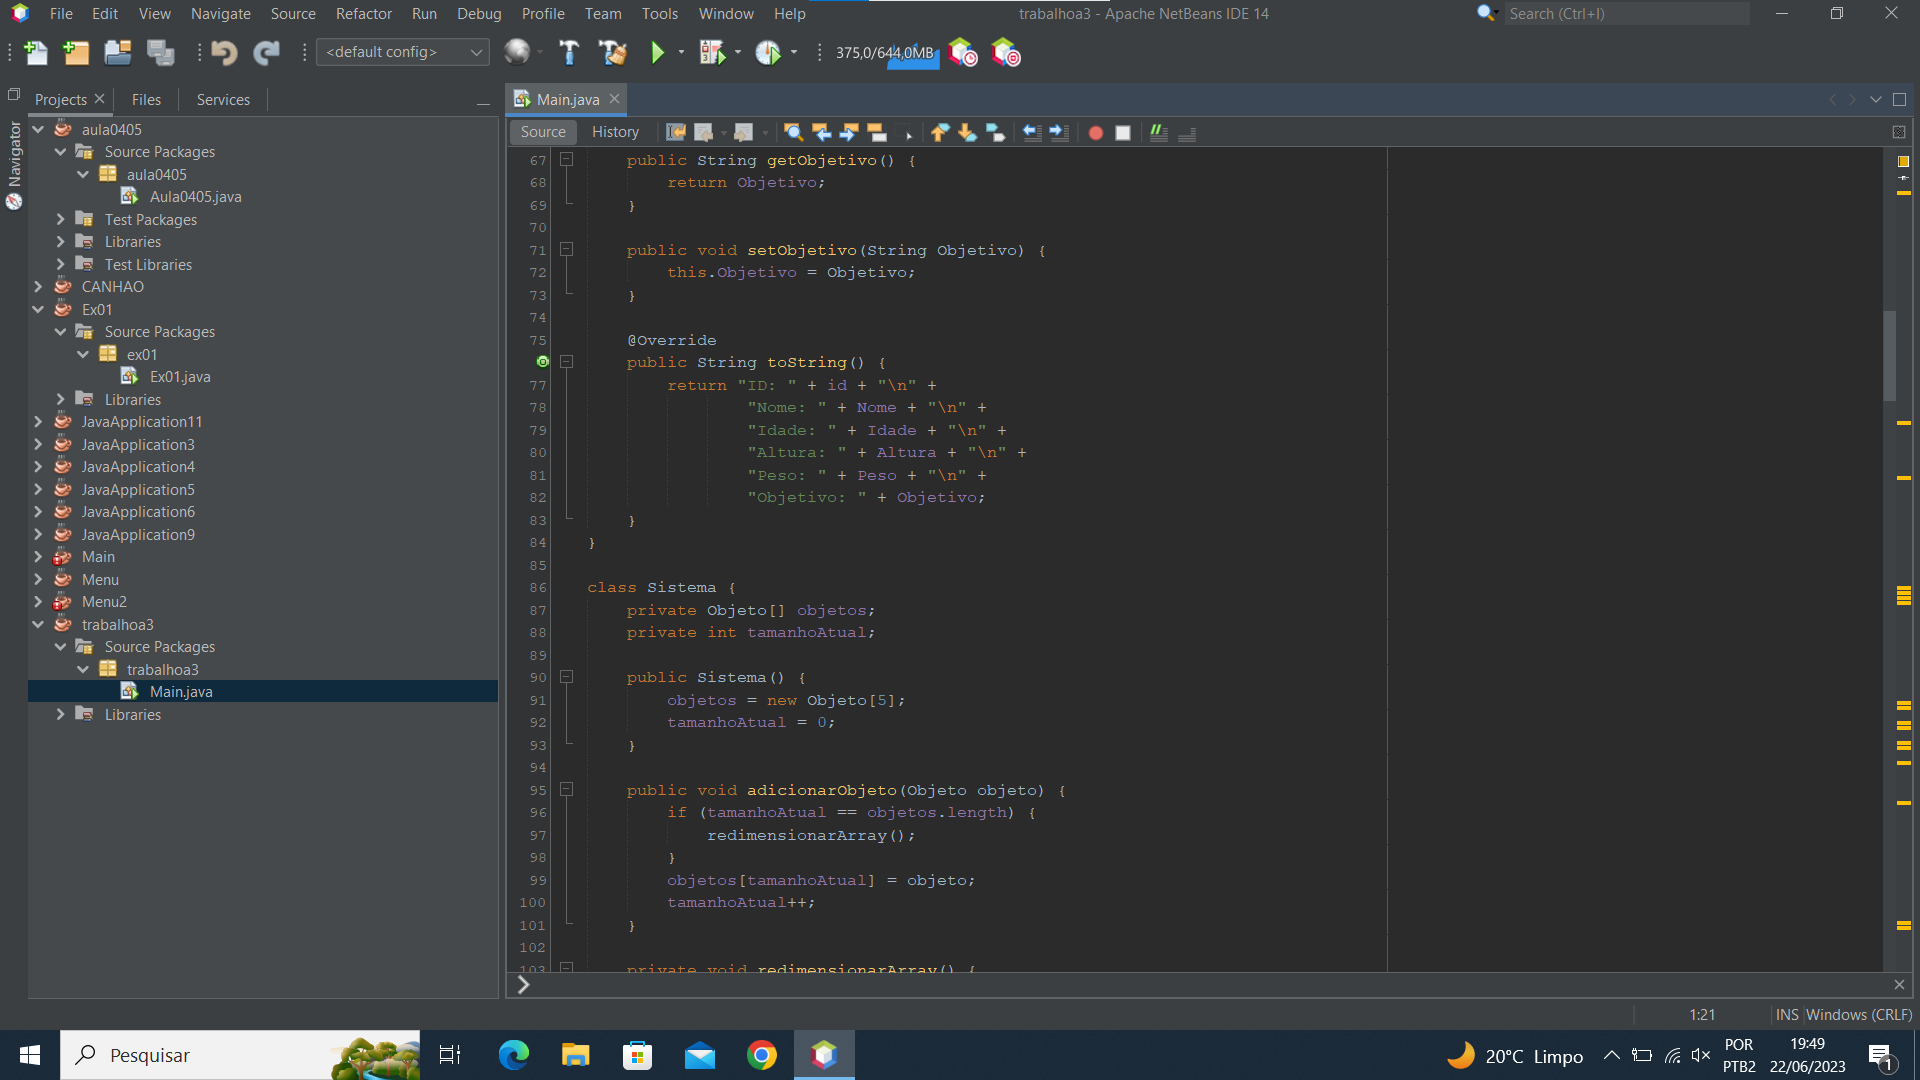 File Edit View Navigate Source Refactor Run Debug Profile Team Tools Window Help
trabalhoa3 - Apache NetBeans IDE 14
Search (Ctrl+I)
<default config>
375,0/644,0MB
Projects Files Services
Navigator
aula0405
Source Packages
aula0405
Aula0405.java
Test Packages
Libraries
Test Libraries
CANHAO
Ex01
Source Packages
ex01
Ex01.java
Libraries
JavaApplication11
JavaApplication3
JavaApplication4
JavaApplication5
JavaApplication6
JavaApplication9
Main
Menu
Menu2
trabalhoa3
Source Packages
trabalhoa3
Main.java
Libraries
Main.java
Source History
67 public String getObjetivo() {
68 return Objetivo;
69 }
70
71 public void setObjetivo(String Objetivo) {
72 this.Objetivo = Objetivo;
73 }
74
75 @Override
public String toString() {
77 return "ID: " + id + "\n" +
78 "Nome: " + Nome + "\n" +
79 "Idade: " + Idade + "\n" +
80 "Altura: " + Altura + "\n" +
81 "Peso: " + Peso + "\n" +
82 "Objetivo: " + Objetivo;
83 }
84 }
85
86 class Sistema {
87 private Objeto[] objetos;
88 private int tamanhoAtual;
89
90 public Sistema() {
91 objetos = new Objeto[5];
92 tamanhoAtual = 0;
93 }
94
95 public void adicionarObjeto(Objeto objeto) {
96 if (tamanhoAtual == objetos.length) {
97 redimensionarArray();
98 }
99 objetos[tamanhoAtual] = objeto;
100 tamanhoAtual++;
101 }
102
103 private void redimensionarArray() {
1:21 INS Windows (CRLF)
Pesquisar
20°C Limpo
POR
PTB2
19:49
22/06/2023
1